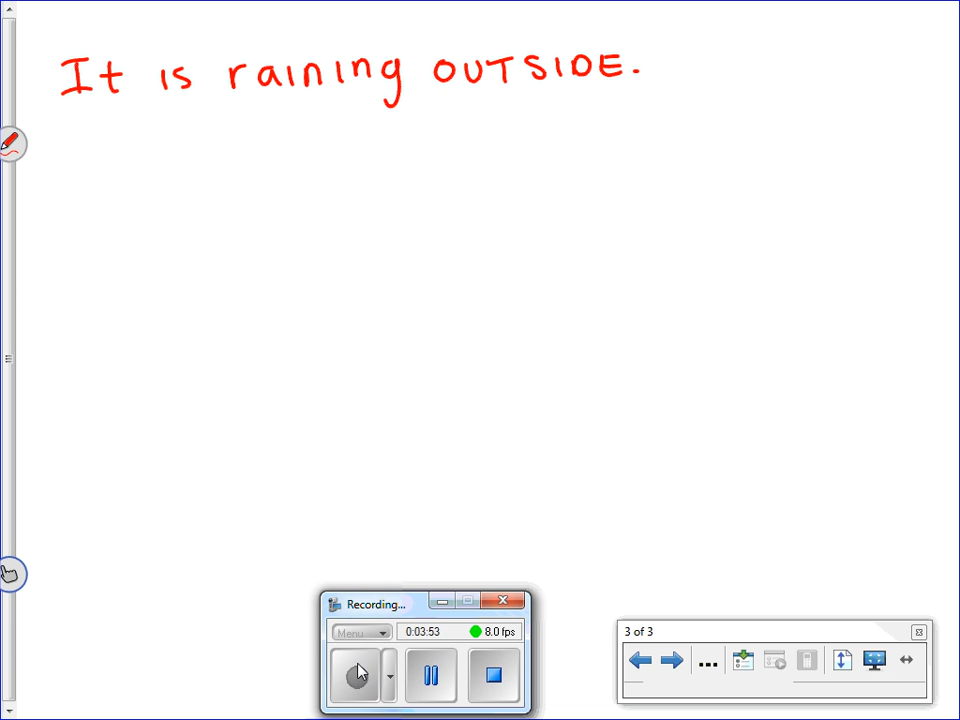 It is raining OUTSIDE.
Recording...
Menu 0:03:53 8.0 fps
3 of 3
...